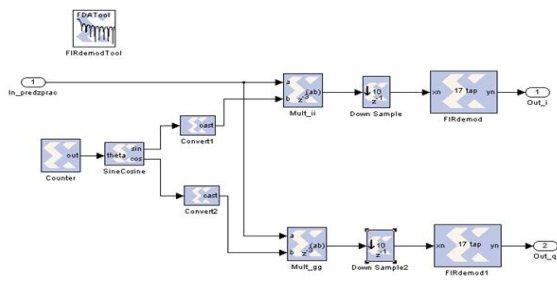 FDATool
FIRdemodTool
1
In_predzprac
a
b
z-3
(ab)
Mult_ii
↓10
z-1
Down Sample
xn
17 tap
yn
FIRdemod
1
Out_i
out
Counter
theta
sin
cos
SineCosine
cast
Convert1
cast
Convert2
a
b
z-3
(ab)
Mult_gg
↓10
z-1
Down Sample2
xn
17 tap
yn
FIRdemod1
2
Out_q